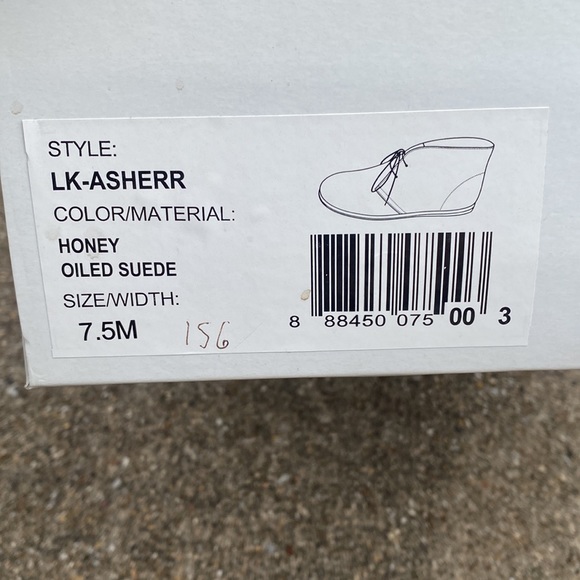 STYLE:
LK-ASHERR
COLOR/MATERIAL:
HONEY
OILED SUEDE
SIZE/WIDTH:
7.5M
156
8 88450 075 00 3